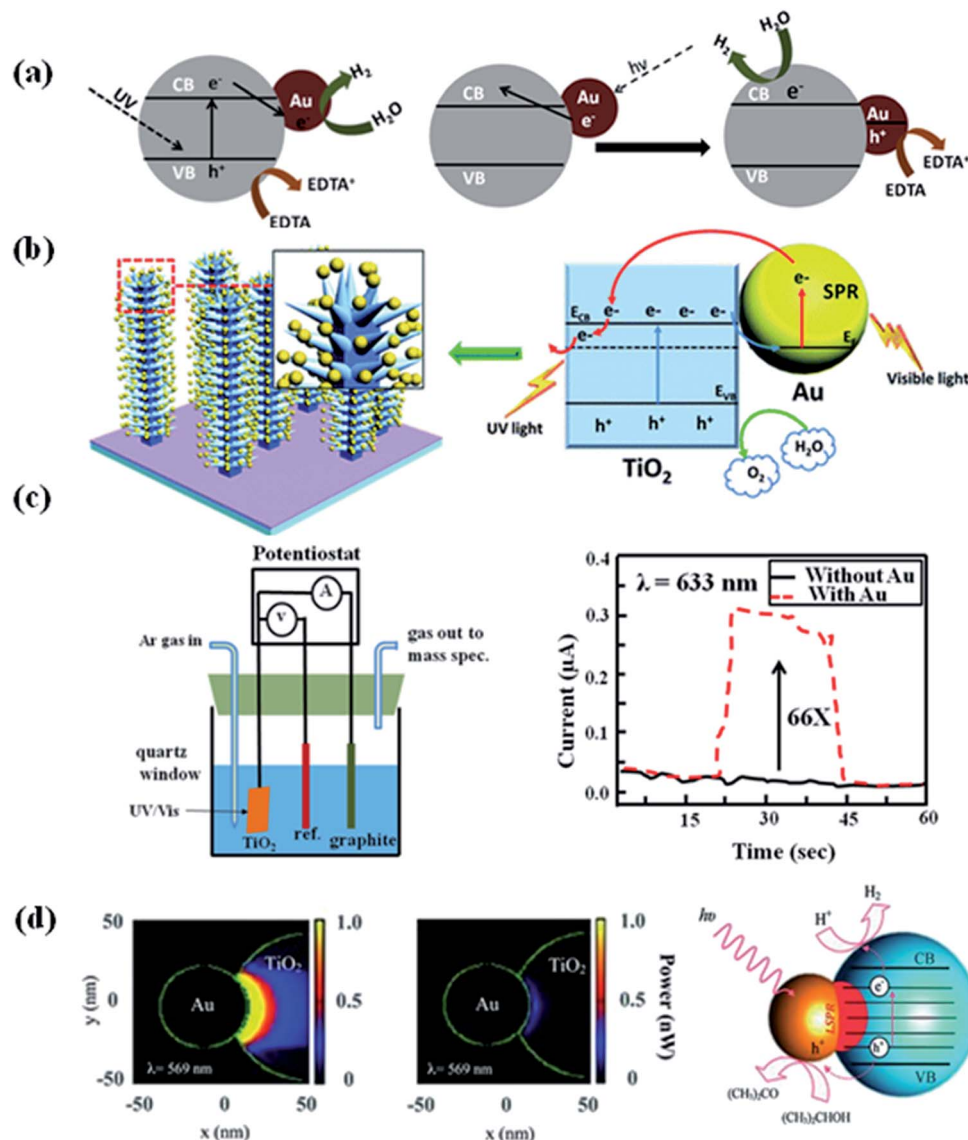 (a)
UV
CB
e-
VB
h+
Au
e-
H2
H2O
EDTA+
EDTA
CB
VB
Au
e-
hν
H2
H2O
CB
e-
VB
Au
h+
EDTA+
EDTA
(b)
ECB
e- e- e- e-
e-
EVB
h+ h+ h+
UV light
TiO2
e-
SPR
Au
Visible light
H2O
O2
(c)
Potentiostat
A
v
Ar gas in
gas out to
mass spec.
quartz
window
UV/Vis
TiO2
ref.
graphite
0.4
0.3
0.2
0.1
0.0
Current (µA)
λ = 633 nm
Without Au
With Au
66X
15 30 45 60
Time (sec)
(d)
50
0
-50
y (nm)
Au
TiO2
λ= 569 nm
-50 0 50
x (nm)
1.0
0.5
0
Au
TiO2
λ= 569 nm
-50 0 50
x (nm)
1.0
0.5
0
Power (nW)
hυ
H+
H2
CB
e-
LSPR
h+
h+
VB
(CH3)2CO
(CH3)2CHOH